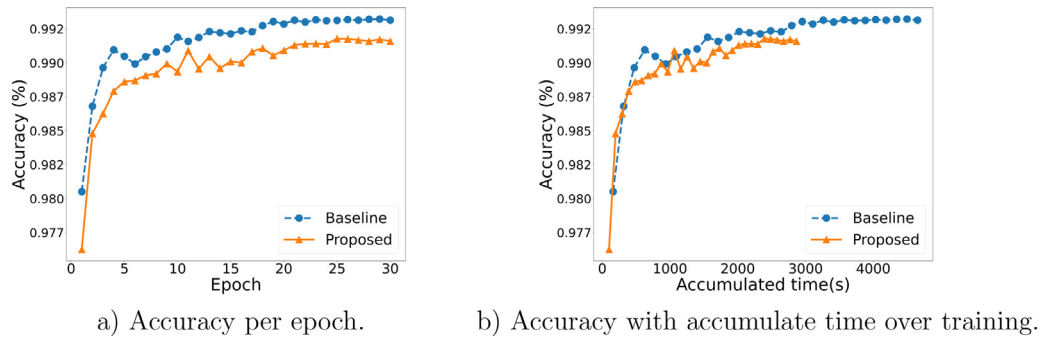 Accuracy (%)
0.992
0.990
0.987
0.985
0.982
0.980
0.977
Baseline
Proposed
0 5 10 15 20 25 30
Epoch
a) Accuracy per epoch.
Accuracy (%)
0.992
0.990
0.987
0.985
0.982
0.980
0.977
Baseline
Proposed
0 1000 2000 3000 4000
Accumulated time(s)
b) Accuracy with accumulate time over training.